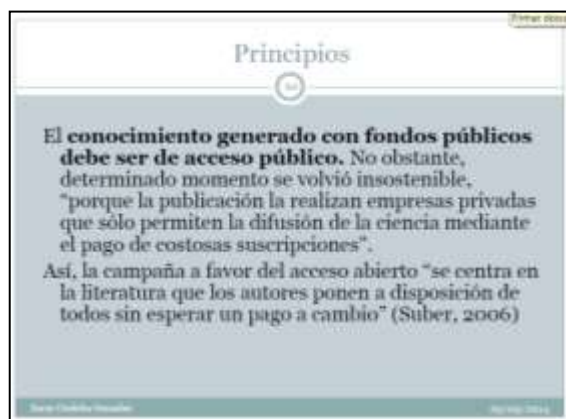 Principios
El conocimiento generado con fondos públicos
debe ser de acceso público. No obstante,
determinado momento se volvió insostenible,
“porque la publicación la realizan empresas privadas
que sólo permiten la difusión de la ciencia mediante
el pago de costosas suscripciones”.
Así, la campaña a favor del acceso abierto “se centra en
la literatura que los autores ponen a disposición de
todos sin esperar un pago a cambio” (Suber, 2006)